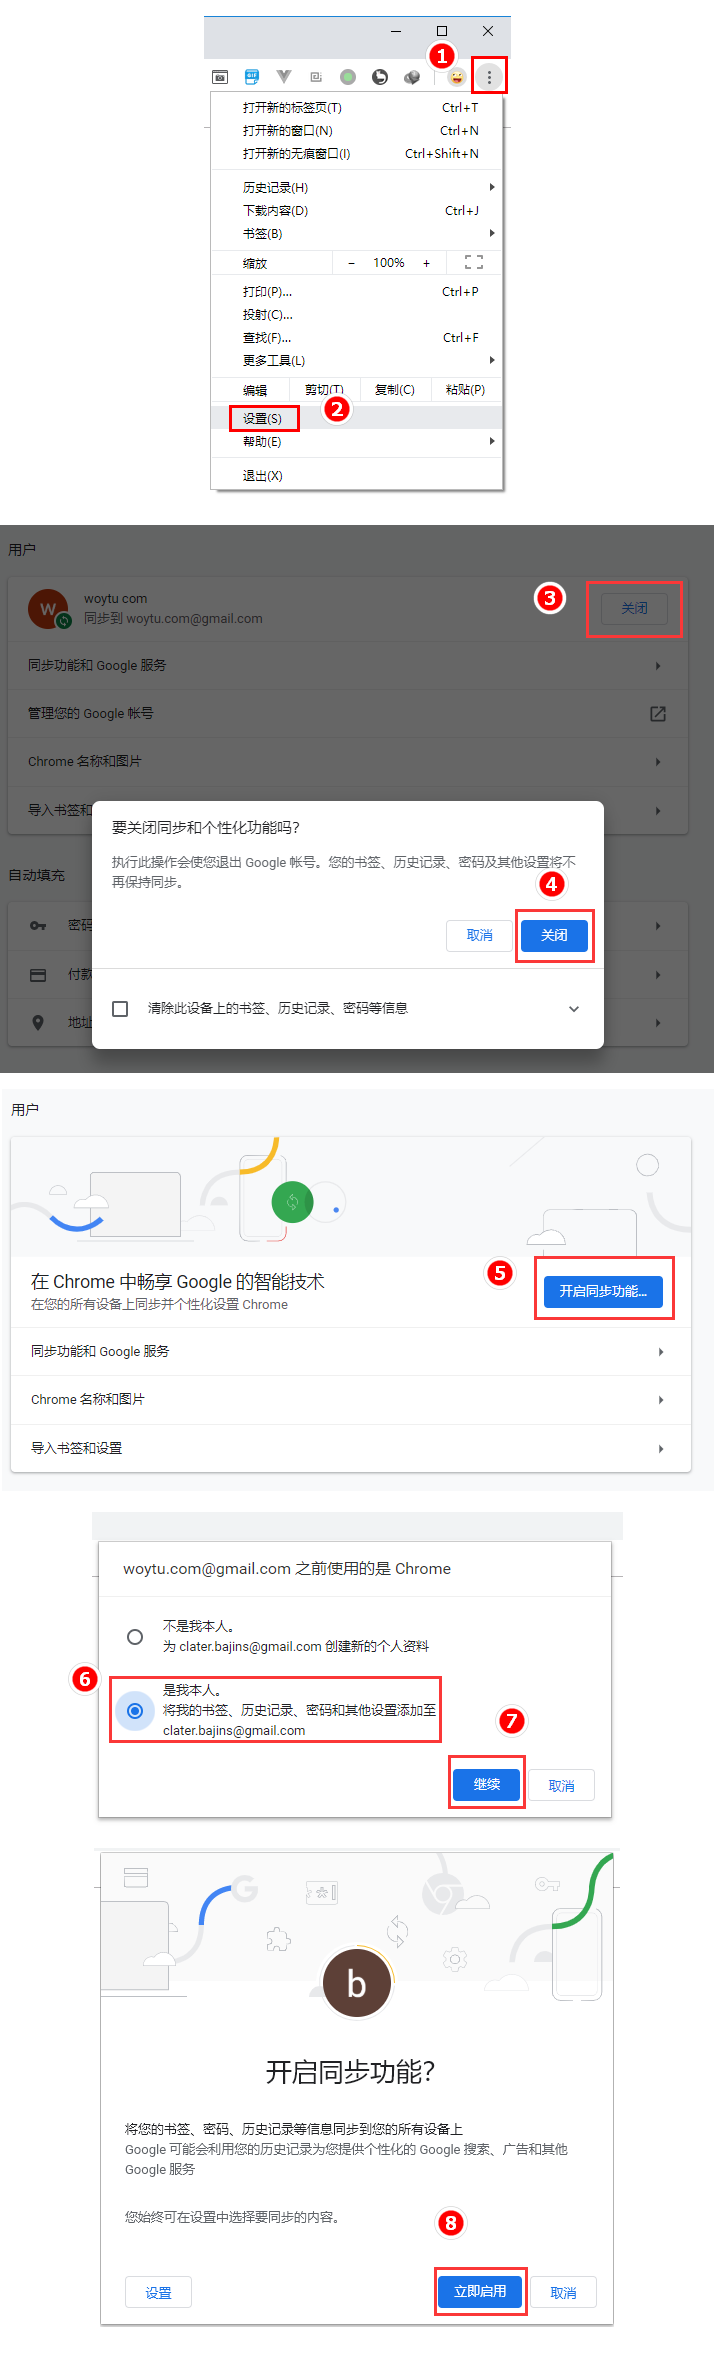 1
打开新的标签页(T) Ctrl+T
打开新的窗口(N) Ctrl+N
打开新的无痕窗口(I) Ctrl+Shift+N
历史记录(H)
下载内容(D) Ctrl+J
书签(B)
缩放 − 100% +
打印(P)... Ctrl+P
投射(C)...
查找(F)... Ctrl+F
更多工具(L)
编辑 剪切(T) 复制(C) 粘贴(P)
2
设置(S)
帮助(E)
退出(X)
用户
W
woytu com
同步到 woytu.com@gmail.com
3
关闭
同步功能和 Google 服务
管理您的 Google 帐号
Chrome 名称和图片
导入书签和
要关闭同步和个性化功能吗？
执行此操作会使您退出 Google 帐号。您的书签、历史记录、密码及其他设置将不
再保持同步。
4
取消 关闭
清除此设备上的书签、历史记录、密码等信息
自动填充
密码
付款
地址
用户
在 Chrome 中畅享 Google 的智能技术
在您的所有设备上同步并个性化设置 Chrome
5
开启同步功能...
同步功能和 Google 服务
Chrome 名称和图片
导入书签和设置
woytu.com@gmail.com 之前使用的是 Chrome
不是我本人。
为 clater.bajins@gmail.com 创建新的个人资料
6
是我本人。
将我的书签、历史记录、密码和其他设置添加至
clater.bajins@gmail.com
7
继续 取消
G
b
开启同步功能？
将您的书签、密码、历史记录等信息同步到您的所有设备上
Google 可能会利用您的历史记录为您提供个性化的 Google 搜索、广告和其他
Google 服务
您始终可在设置中选择要同步的内容。
8
设置 立即启用 取消